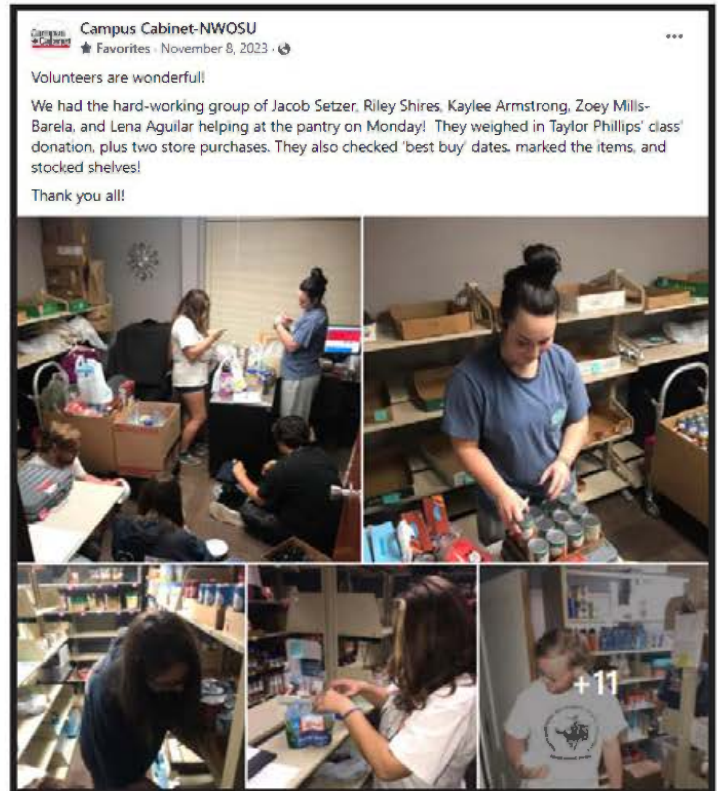 Campus
Cabinet
Campus Cabinet-NWOSU
Favorites · November 8, 2023 ·
Volunteers are wonderful!
We had the hard-working group of Jacob Setzer, Riley Shires, Kaylee Armstrong, Zoey Mills-
Barela, and Lena Aguilar helping at the pantry on Monday! They weighed in Taylor Phillips' class'
donation, plus two store purchases. They also checked 'best buy' dates, marked the items, and
stocked shelves!
Thank you all!
+11